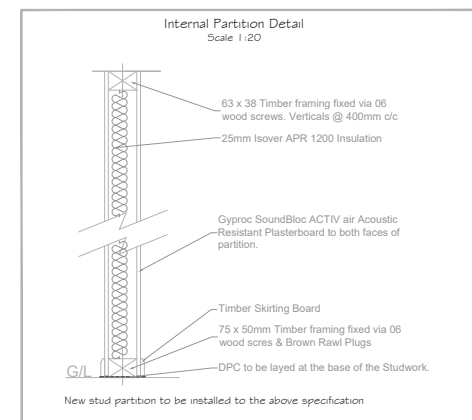 Internal Partition Detail
Scale 1:20
63 x 38 Timber framing fixed via 06
wood screws. Verticals @ 400mm c/c
25mm Isover APR 1200 Insulation
Gyproc SoundBloc ACTIV air Acoustic
Resistant Plasterboard to both faces of
partition.
Timber Skirting Board
75 x 50mm Timber framing fixed via 06
wood scres & Brown Rawl Plugs
G/L
DPC to be layed at the base of the Studwork.
New stud partition to be installed to the above specification